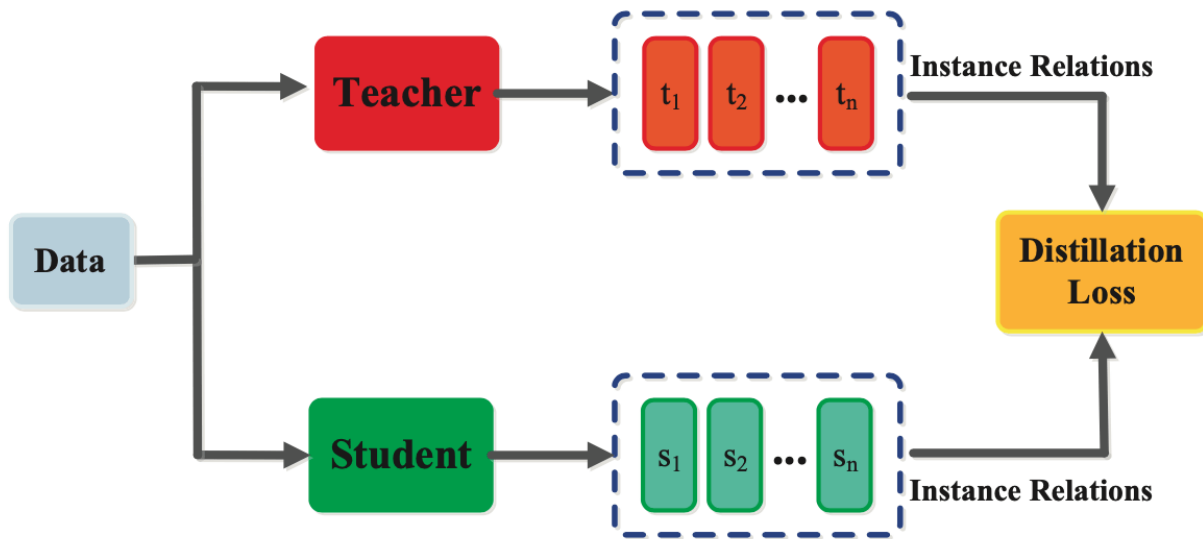 Data
Teacher
t₁ t₂ ... tₙ
Instance Relations
Distillation
Loss
Student
s₁ s₂ ... sₙ
Instance Relations